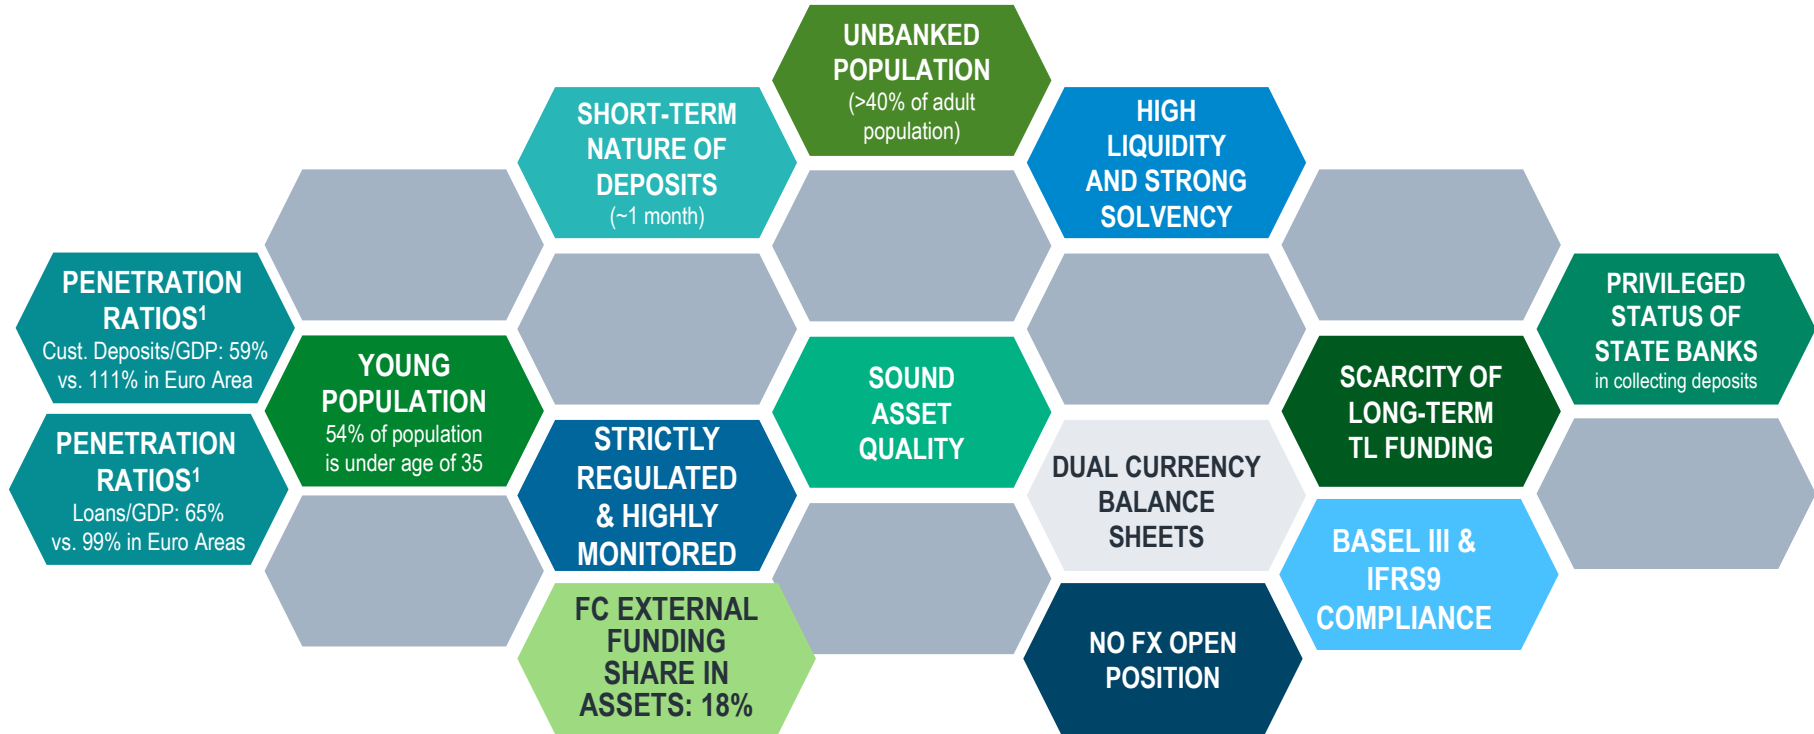 UNBANKED
POPULATION
(>40% of adult
population)
SHORT-TERM
NATURE OF
DEPOSITS
(~1 month)
HIGH
LIQUIDITY
AND STRONG
SOLVENCY
PENETRATION
RATIOS¹
Cust. Deposits/GDP: 59%
vs. 111% in Euro Area
PRIVILEGED
STATUS OF
STATE BANKS
in collecting deposits
YOUNG
POPULATION
54% of population
is under age of 35
SOUND
ASSET
QUALITY
SCARCITY OF
LONG-TERM
TL FUNDING
PENETRATION
RATIOS¹
Loans/GDP: 65%
vs. 99% in Euro Areas
STRICTLY
REGULATED
& HIGHLY
MONITORED
DUAL CURRENCY
BALANCE
SHEETS
BASEL III &
IFRS9
COMPLIANCE
FC EXTERNAL
FUNDING
SHARE IN
ASSETS: 18%
NO FX OPEN
POSITION